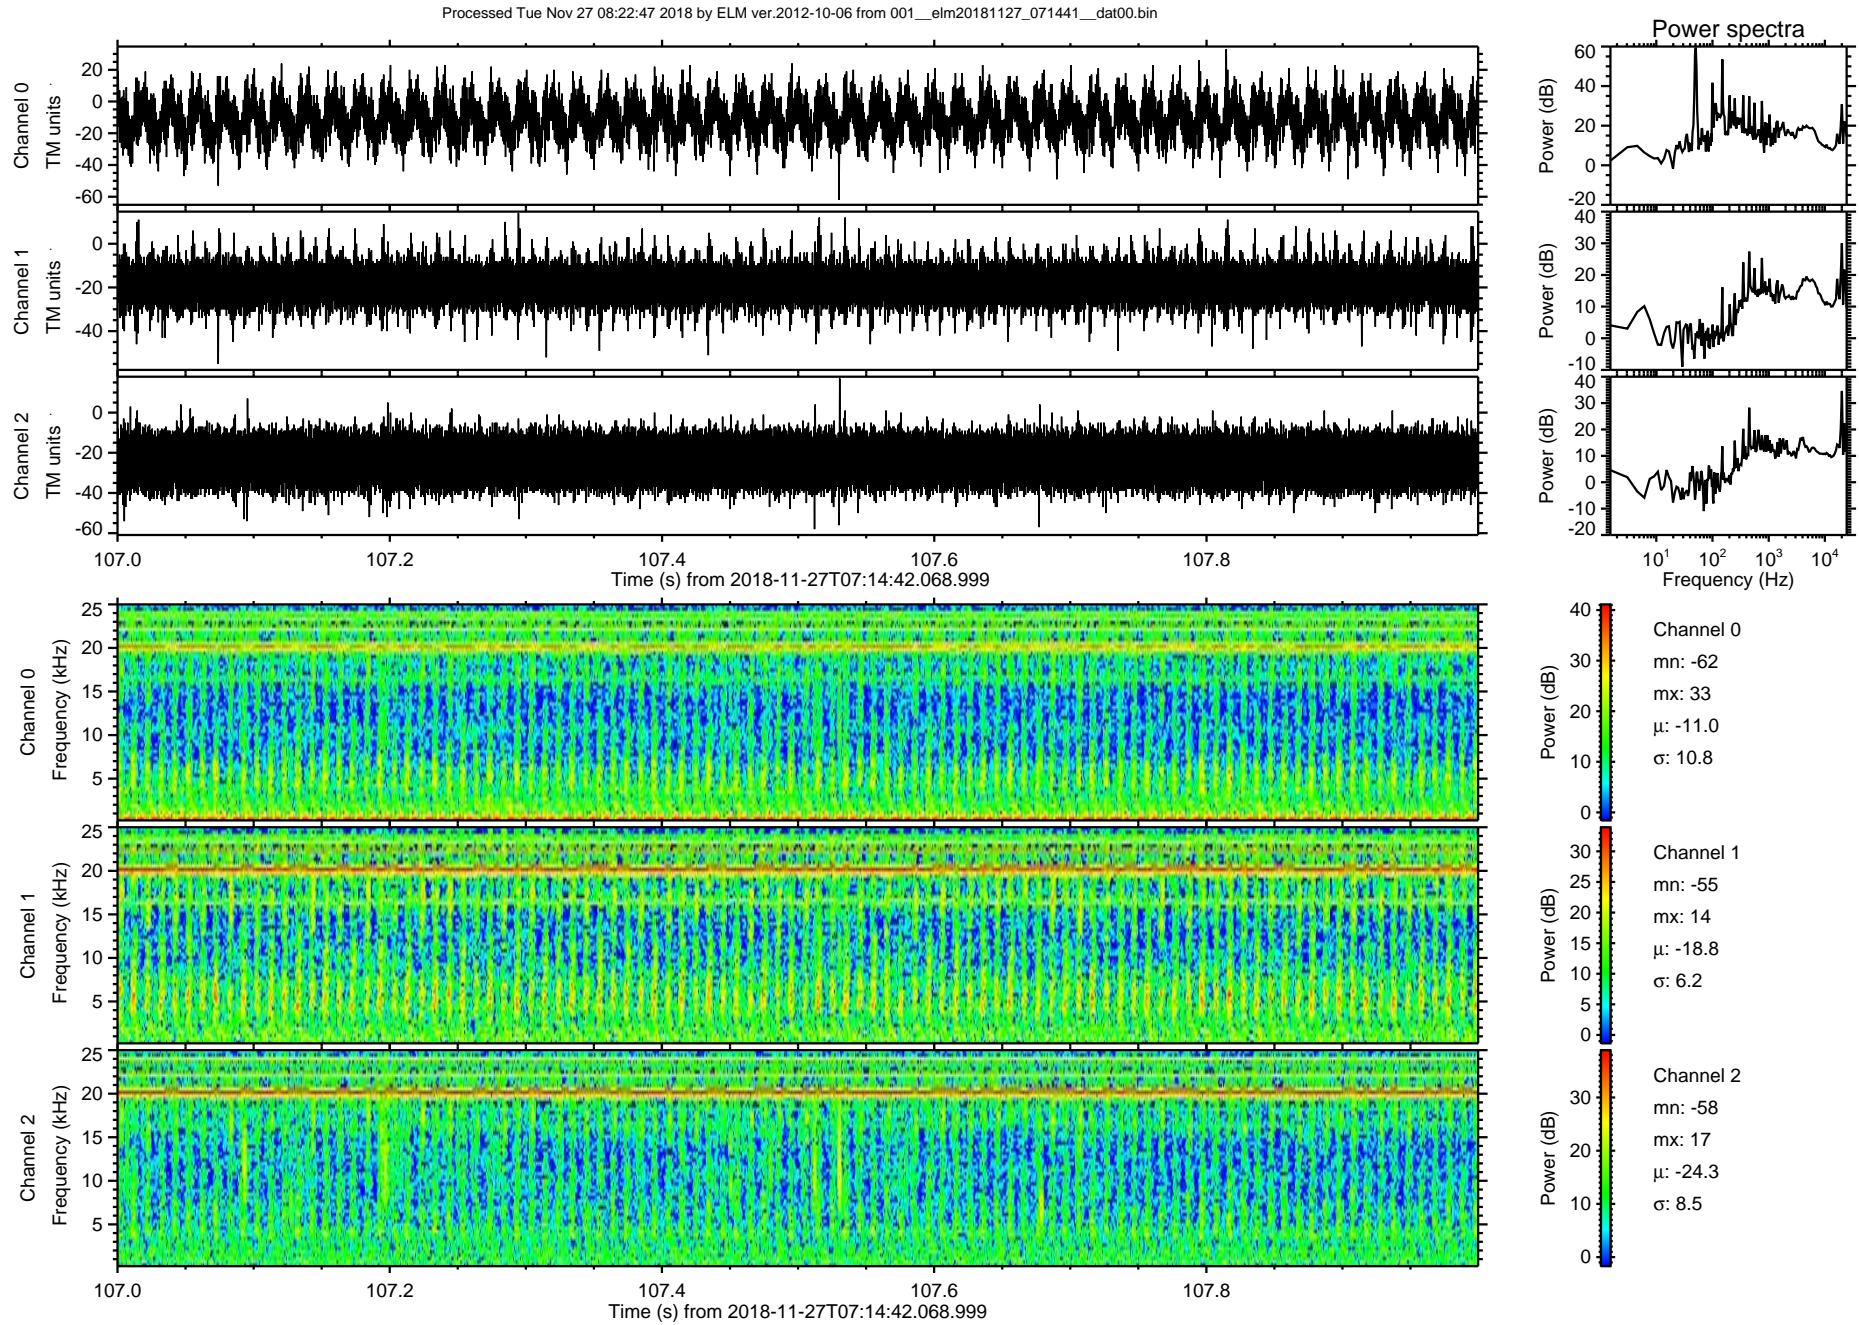 Processed Tue Nov 27 08:22:47 2018 by ELM ver.2012-10-06 from 001__elm20181127_071441__dat00.bin
Power spectra
Channel 0
TM units
20
0
-20
-40
-60
Power (dB)
60
40
20
0
-20
Channel 1
TM units
0
-20
-40
Power (dB)
40
30
20
10
0
-10
Channel 2
TM units
0
-20
-40
-60
Power (dB)
40
30
20
10
0
-10
-20
107.0 107.2 107.4 107.6 107.8
Time (s) from 2018-11-27T07:14:42.068.999
10^1 10^2 10^3 10^4
Frequency (Hz)
Channel 0
Frequency (kHz)
25
20
15
10
5
Power (dB)
40
30
20
10
0
Channel 0
mn: -62
mx: 33
μ: -11.0
σ: 10.8
Channel 1
Frequency (kHz)
25
20
15
10
5
Power (dB)
30
25
20
15
10
5
0
Channel 1
mn: -55
mx: 14
μ: -18.8
σ: 6.2
Channel 2
Frequency (kHz)
25
20
15
10
5
Power (dB)
30
20
10
0
Channel 2
mn: -58
mx: 17
μ: -24.3
σ: 8.5
107.0 107.2 107.4 107.6 107.8
Time (s) from 2018-11-27T07:14:42.068.999